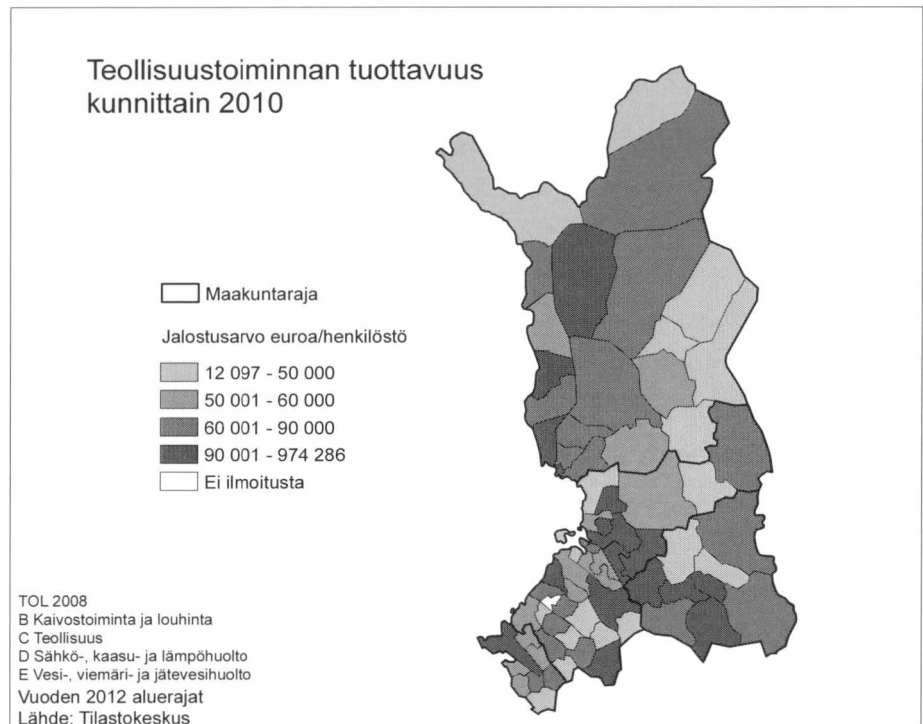 Teollisuustoiminnan tuottavuus
kunnittain 2010
Maakuntaraja
Jalostusarvo euroa/henkilöstö
12 097 - 50 000
50 001 - 60 000
60 001 - 90 000
90 001 - 974 286
Ei ilmoitusta
TOL 2008
B Kaivostoiminta ja louhinta
C Teollisuus
D Sähkö-, kaasu- ja lämpöhuolto
E Vesi-, viemäri- ja jätevesihuolto
Vuoden 2012 aluerajat
Lähde: Tilastokeskus